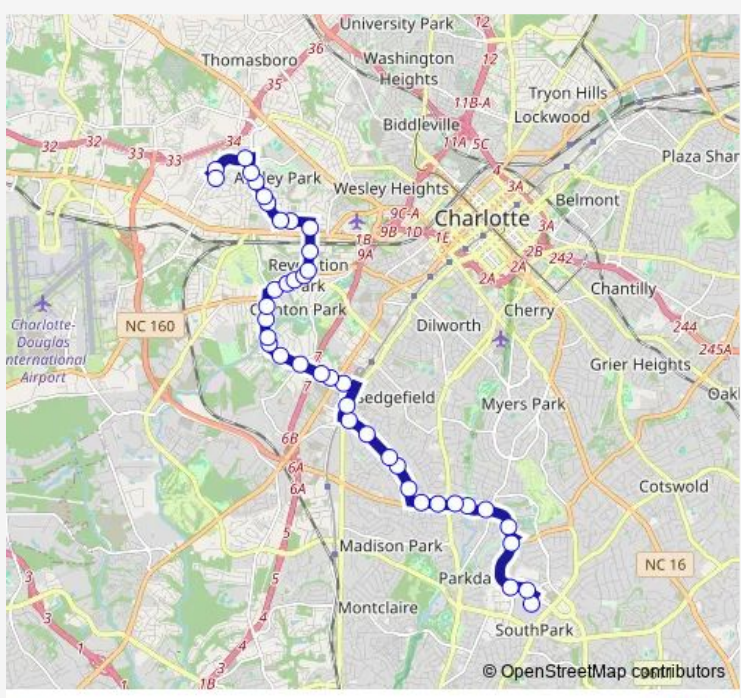 University Park
12
Thomasboro
36
Washington
Heights
12
35
Tryon Hills
11B-A
Lockwood
Biddleville
32
32
33
33
34
11A
5C
Plaza Shar
4
Wesley Heights
3A
Belmont
9C-A
Charlotte
9B
1D
1E
3A
1B
9A
2B
242
2A
2A
Chantilly
Park
Cherry
NC 160
Dilworth
Charlotte-
Douglas
International
Airport
244
245A
7
Grier Heights
7
Sedgefield
Myers Park
Oakl
6B
6A
6A
Cotswold
5
Madison Park
NC 16
Parkda
3
3
1
5
4
4
3
1B
Montclaire
SouthPark
© OpenStreetMap contributors